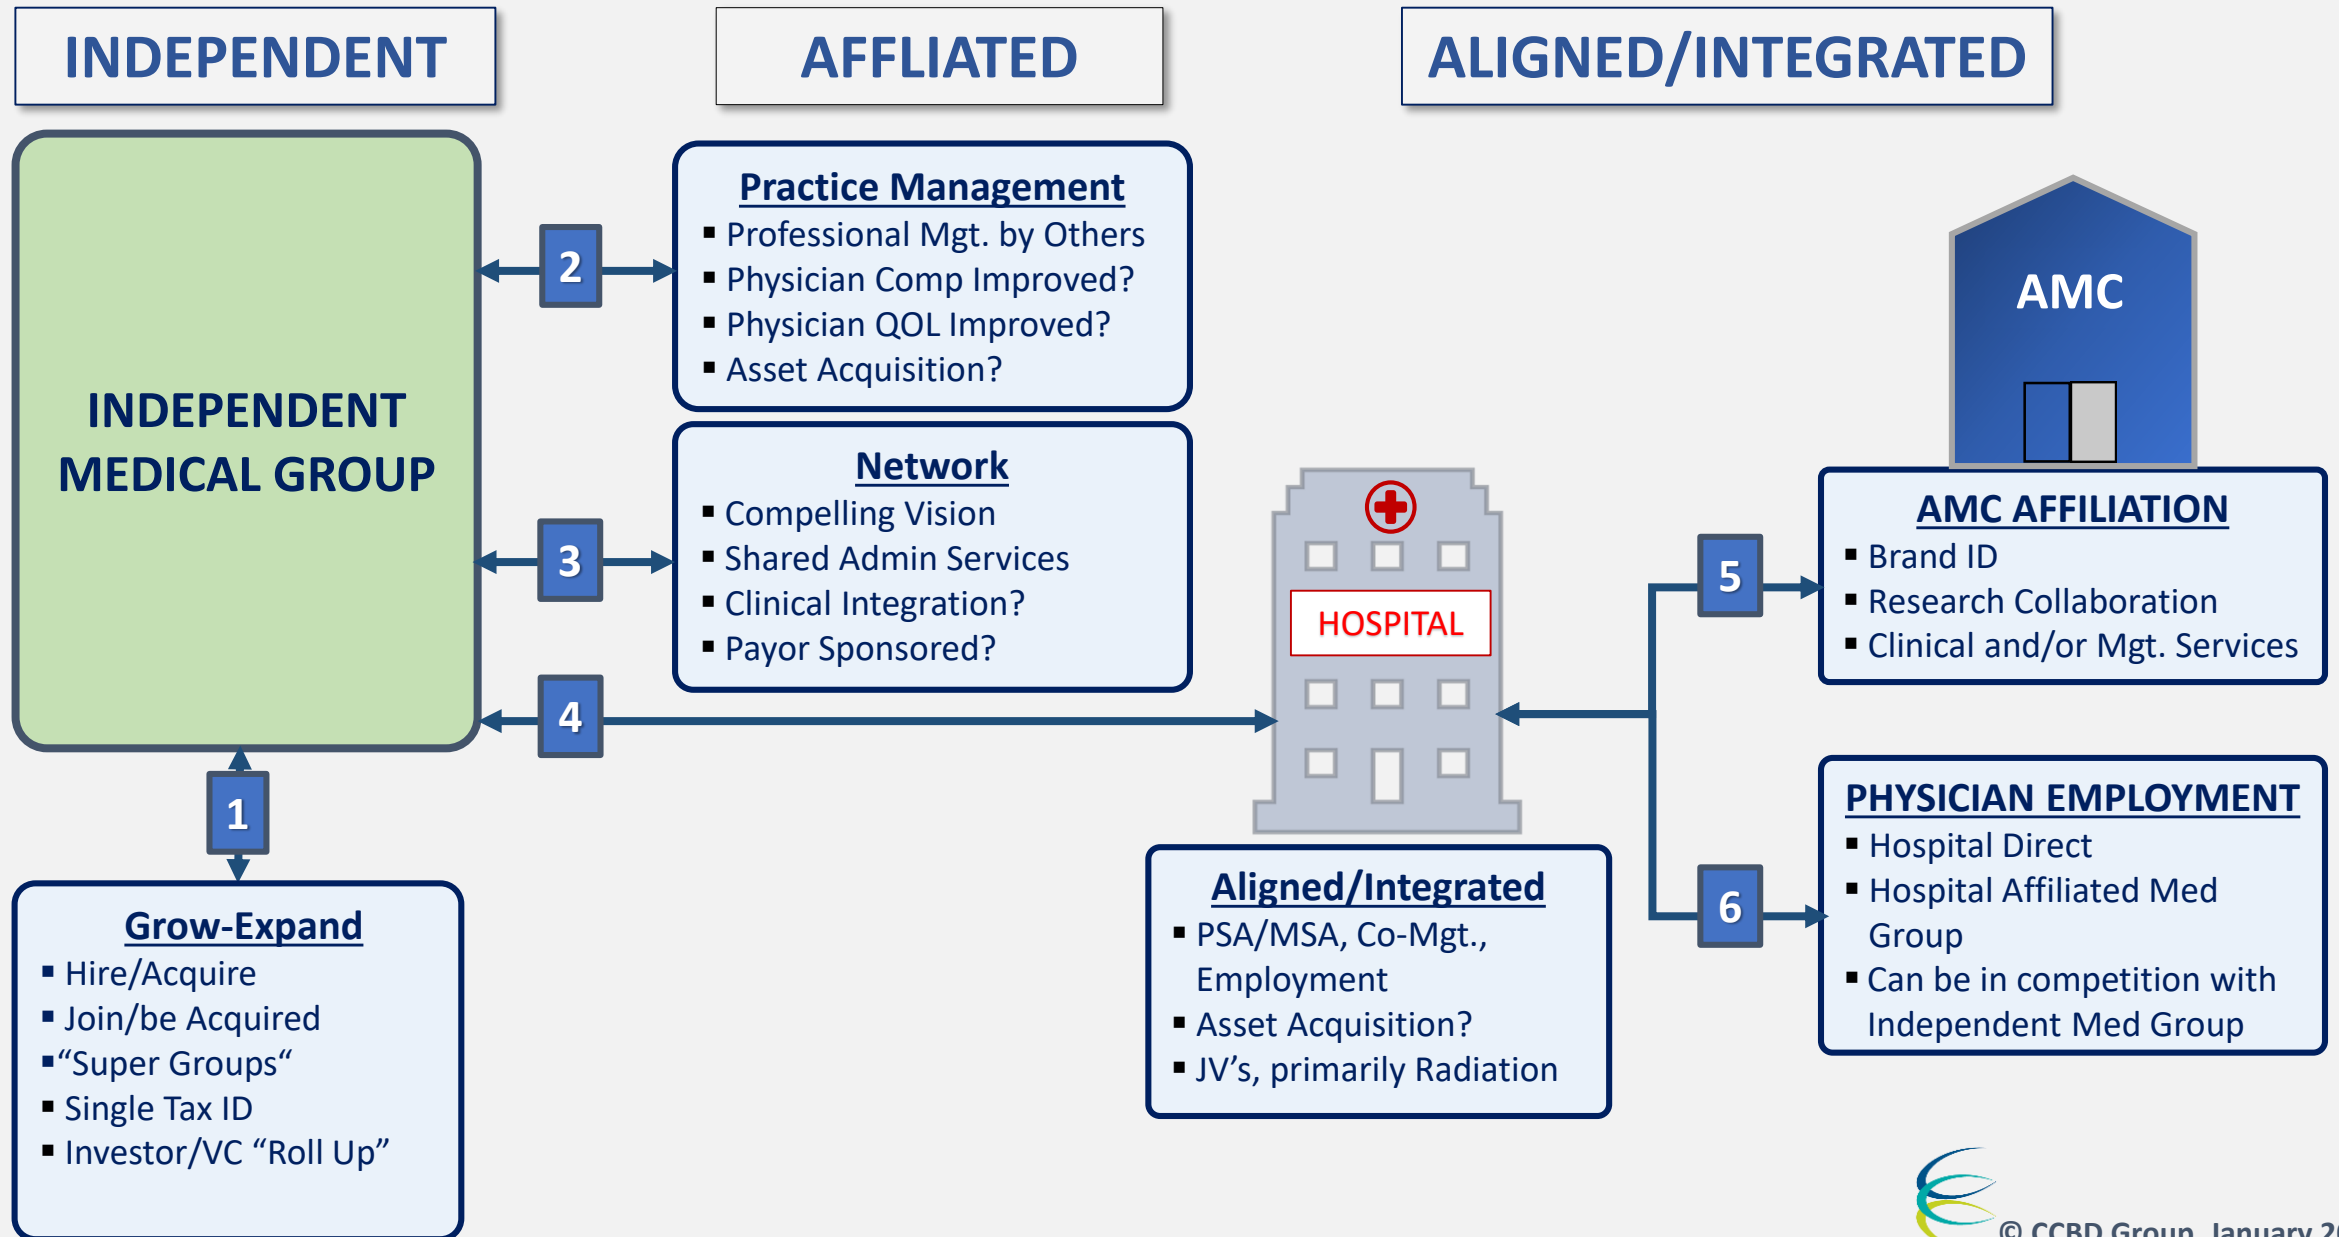 INDEPENDENT
AFFLIATED
ALIGNED/INTEGRATED
INDEPENDENT
MEDICAL GROUP
1
Grow-Expand
▪ Hire/Acquire
▪ Join/be Acquired
▪ “Super Groups“
▪ Single Tax ID
▪ Investor/VC “Roll Up”
2
Practice Management
▪ Professional Mgt. by Others
▪ Physician Comp Improved?
▪ Physician QOL Improved?
▪ Asset Acquisition?
3
Network
▪ Compelling Vision
▪ Shared Admin Services
▪ Clinical Integration?
▪ Payor Sponsored?
4
HOSPITAL
Aligned/Integrated
▪ PSA/MSA, Co-Mgt.,
Employment
▪ Asset Acquisition?
▪ JV’s, primarily Radiation
AMC
5
AMC AFFILIATION
▪ Brand ID
▪ Research Collaboration
▪ Clinical and/or Mgt. Services
6
PHYSICIAN EMPLOYMENT
▪ Hospital Direct
▪ Hospital Affiliated Med
Group
▪ Can be in competition with
Independent Med Group
© CCBD Group, January